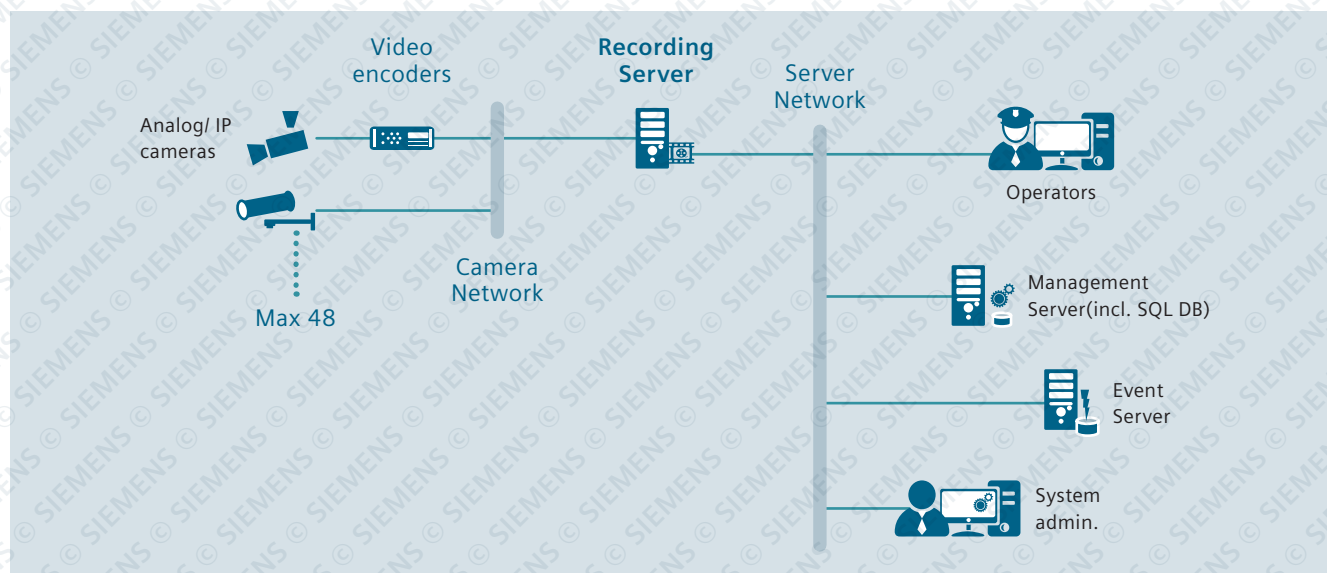 Video
encoders
Recording
Server
Server
Network
Analog/ IP
cameras
Operators
Camera
Network
Max 48
Management
Server(incl. SQL DB)
Event
Server
System
admin.
SIEMENS ©